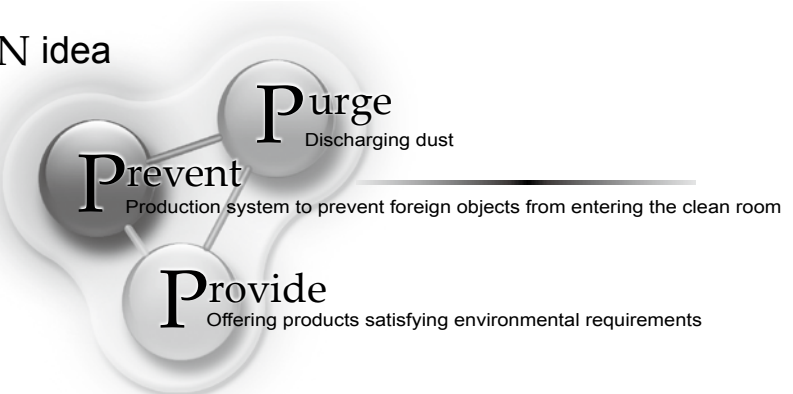 N idea
Purge
Discharging dust
Prevent
Production system to prevent foreign objects from entering the clean room
Provide
Offering products satisfying environmental requirements